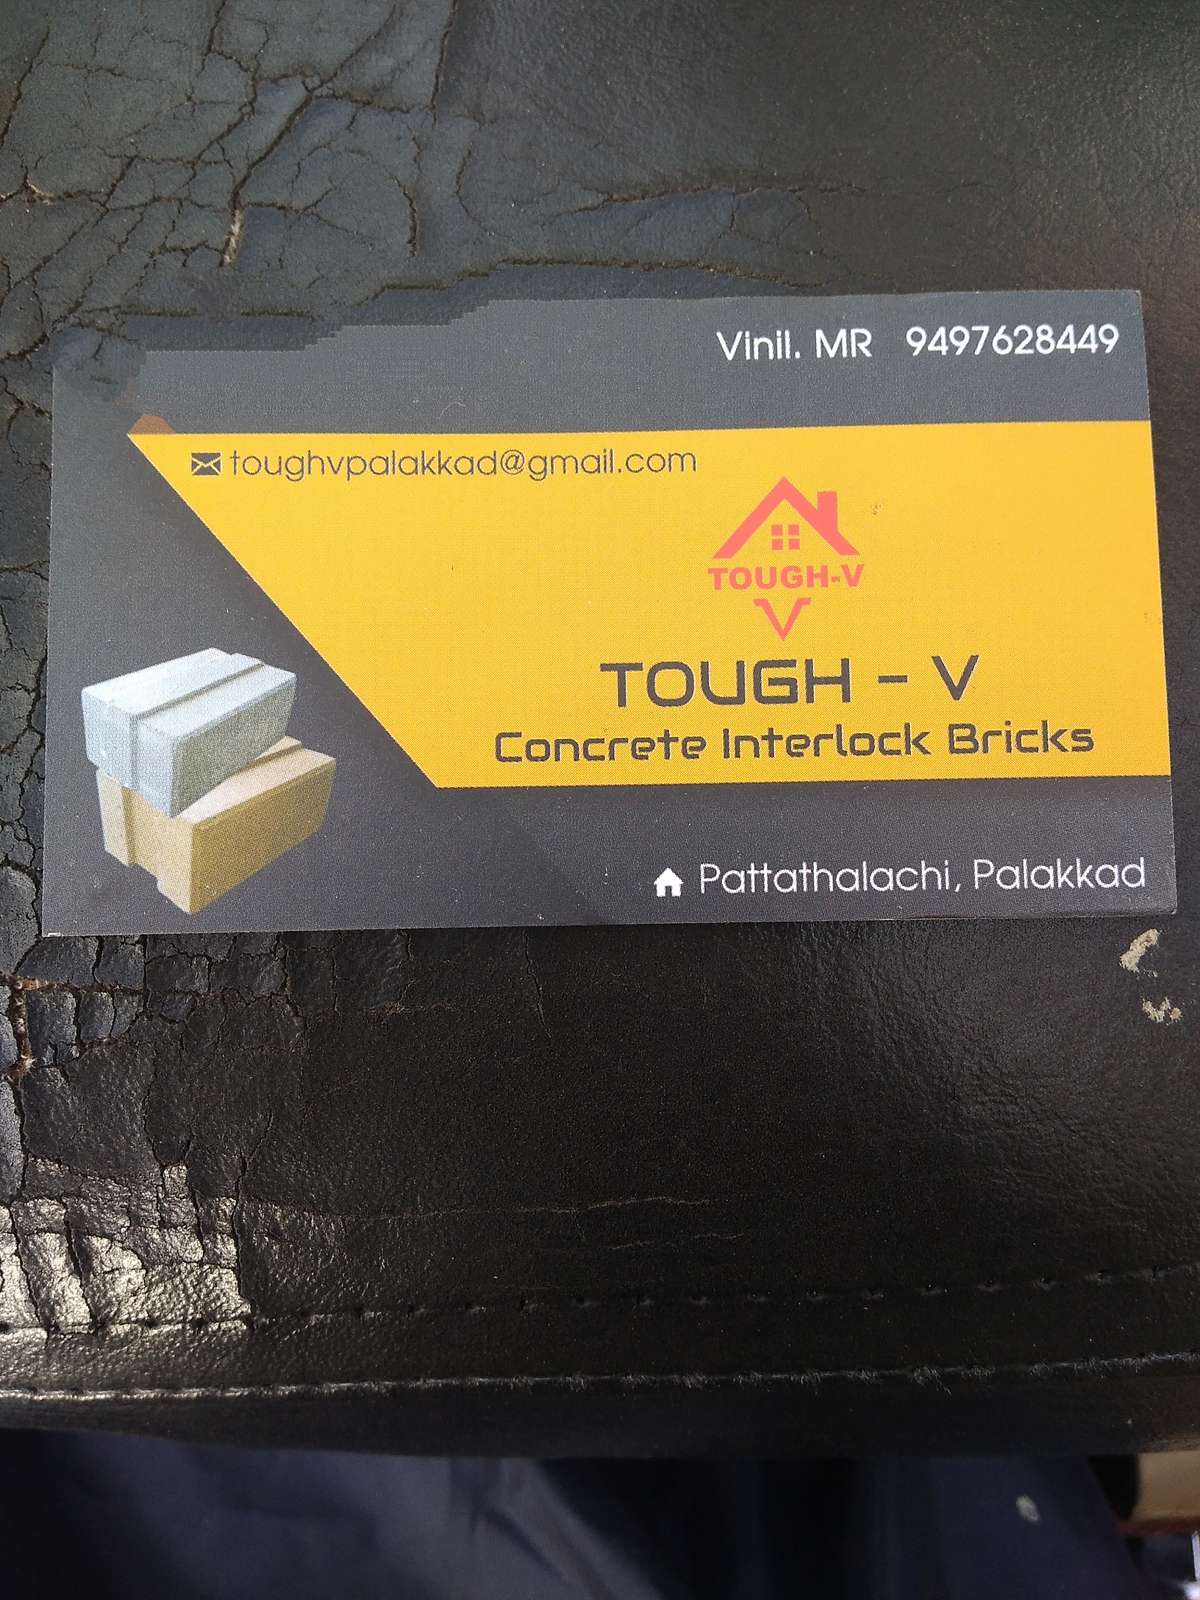 Vinil. MR 9497628449
toughvpalakkad@gmail.com
TOUGH-V
V
TOUGH - V
Concrete Interlock Bricks
Pattathalachi, Palakkad